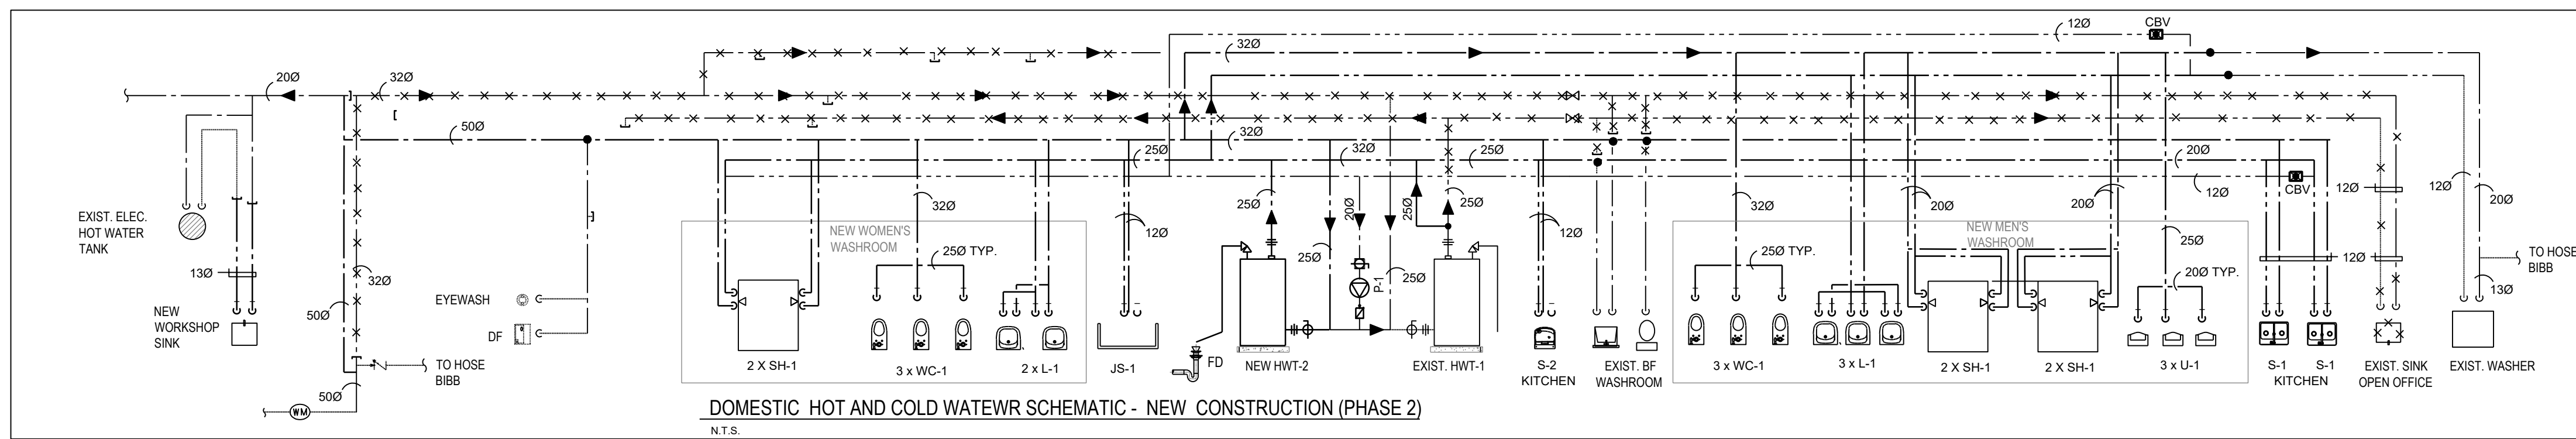 12Ø
CBV
32Ø
20Ø
32Ø
50Ø
32Ø
25Ø
32Ø
25Ø
20Ø
12Ø
CBV
12Ø
12Ø
20Ø
EXIST. ELEC.
HOT WATER
TANK
13Ø
NEW
WORKSHOP
SINK
50Ø
32Ø
TO HOSE
BIBB
50Ø
WM
EYEWASH
DF
NEW WOMEN'S
WASHROOM
32Ø
25Ø TYP.
2 X SH-1
3 x WC-1
2 x L-1
12Ø
JS-1
25Ø
25Ø
20Ø
P-1
25Ø
25Ø
25Ø
FD
NEW HWT-2
EXIST. HWT-1
12Ø
S-2
KITCHEN
EXIST. BF
WASHROOM
32Ø
25Ø TYP.
20Ø
NEW MEN'S
WASHROOM
20Ø
25Ø
20Ø TYP.
3 x WC-1
3 x L-1
2 X SH-1
2 X SH-1
3 x U-1
12Ø
S-1
S-1
KITCHEN
EXIST. SINK
OPEN OFFICE
TO HOSE
BIBB
13Ø
EXIST. WASHER
DOMESTIC HOT AND COLD WATEWR SCHEMATIC - NEW CONSTRUCTION (PHASE 2)
N.T.S.